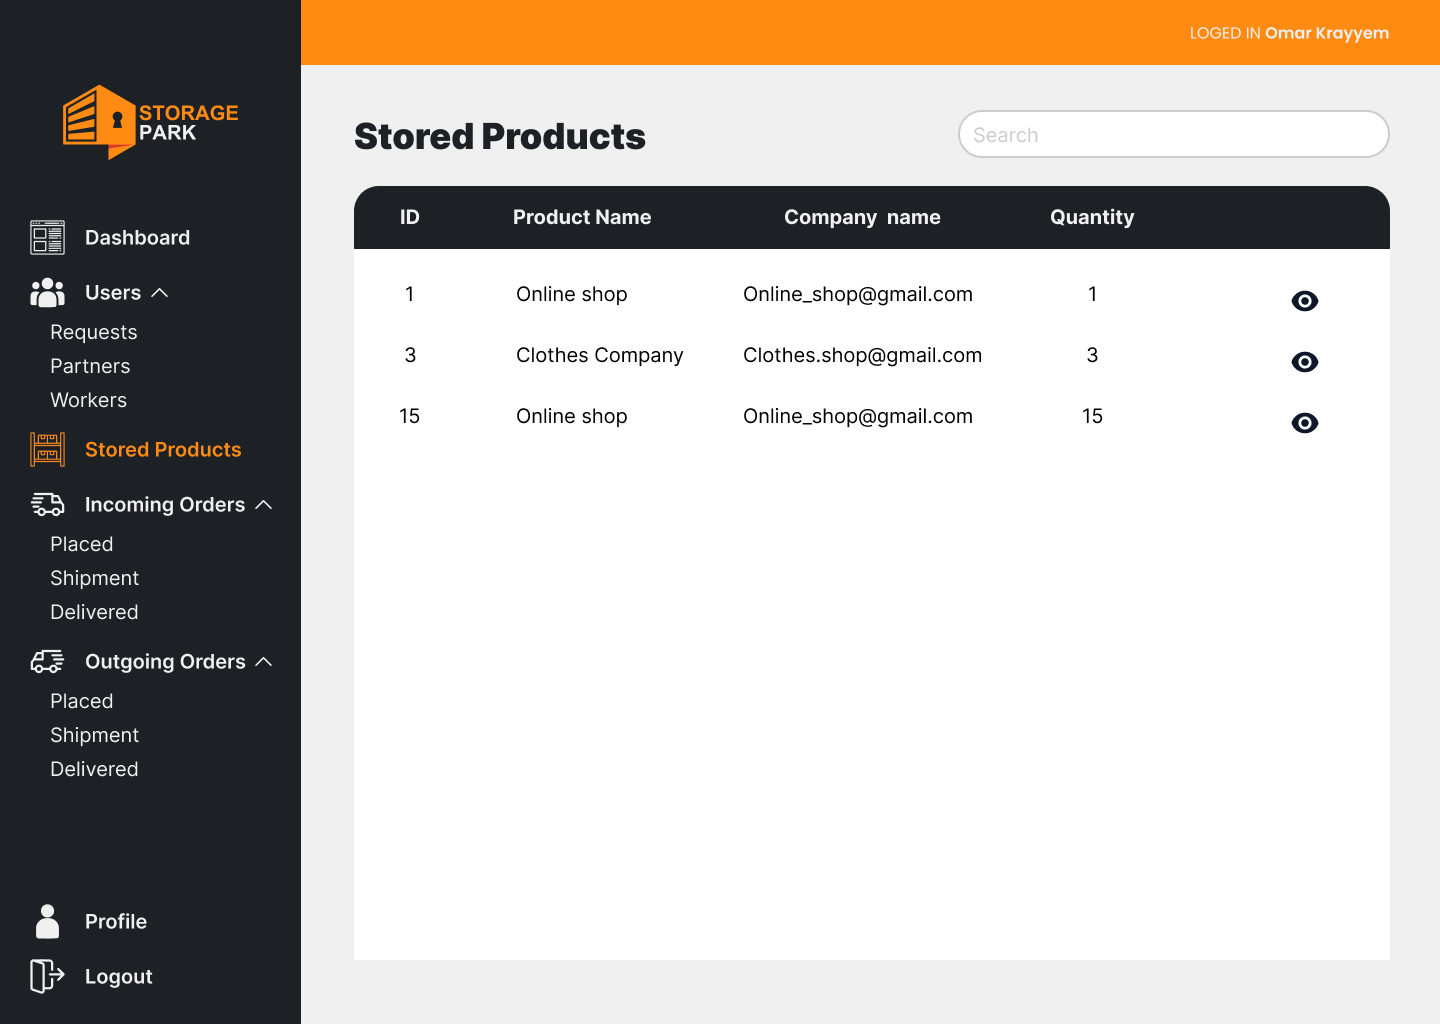 STORAGE
PARK
Dashboard
Users
Requests
Partners
Workers
Stored Products
Incoming Orders
Placed
Shipment
Delivered
Outgoing Orders
Placed
Shipment
Delivered
Profile
Logout
LOGED IN Omar Krayyem
Stored Products
Search
ID Product Name Company name Quantity
1 Online shop Online_shop@gmail.com 1
3 Clothes Company Clothes.shop@gmail.com 3
15 Online shop Online_shop@gmail.com 15